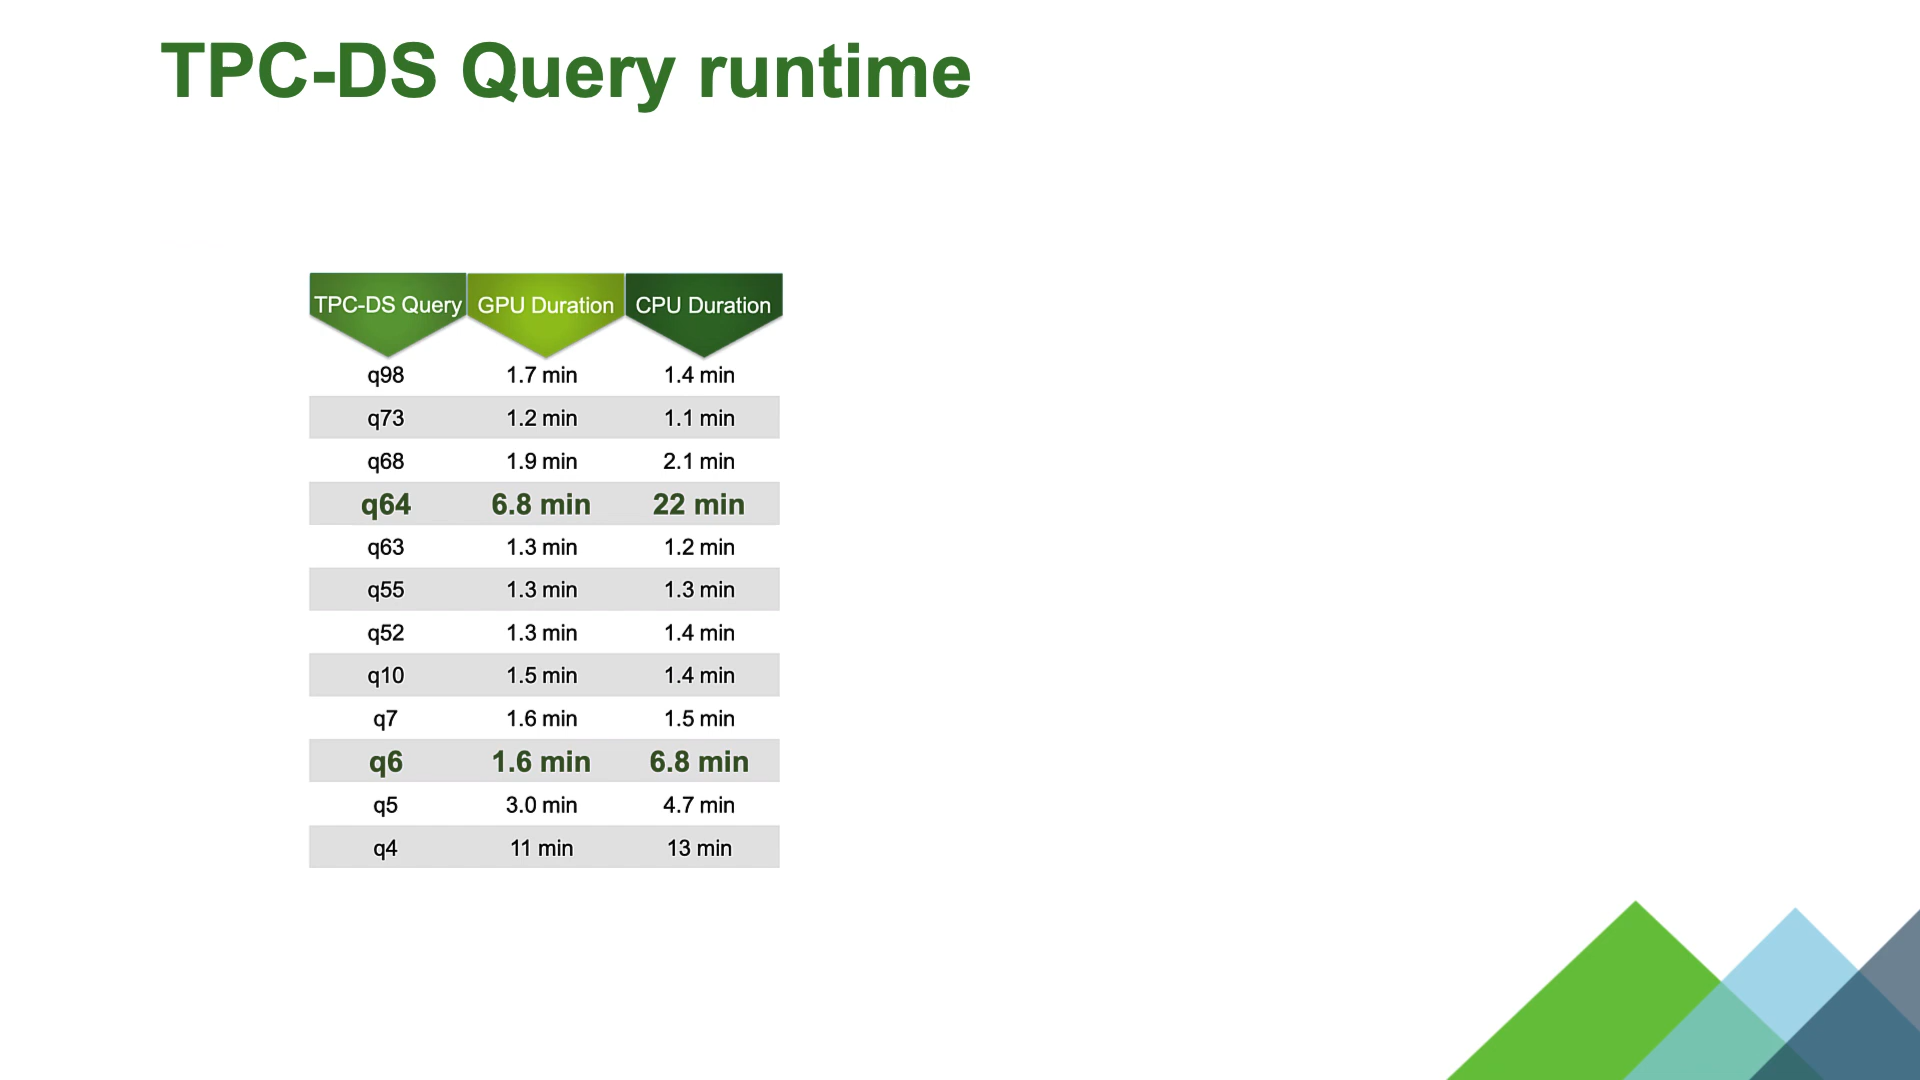 TPC-DS Query runtime
TPC-DS Query GPU Duration CPU Duration
q98 1.7 min 1.4 min
q73 1.2 min 1.1 min
q68 1.9 min 2.1 min
q64 6.8 min 22 min
q63 1.3 min 1.2 min
q55 1.3 min 1.3 min
q52 1.3 min 1.4 min
q10 1.5 min 1.4 min
q7 1.6 min 1.5 min
q6 1.6 min 6.8 min
q5 3.0 min 4.7 min
q4 11 min 13 min